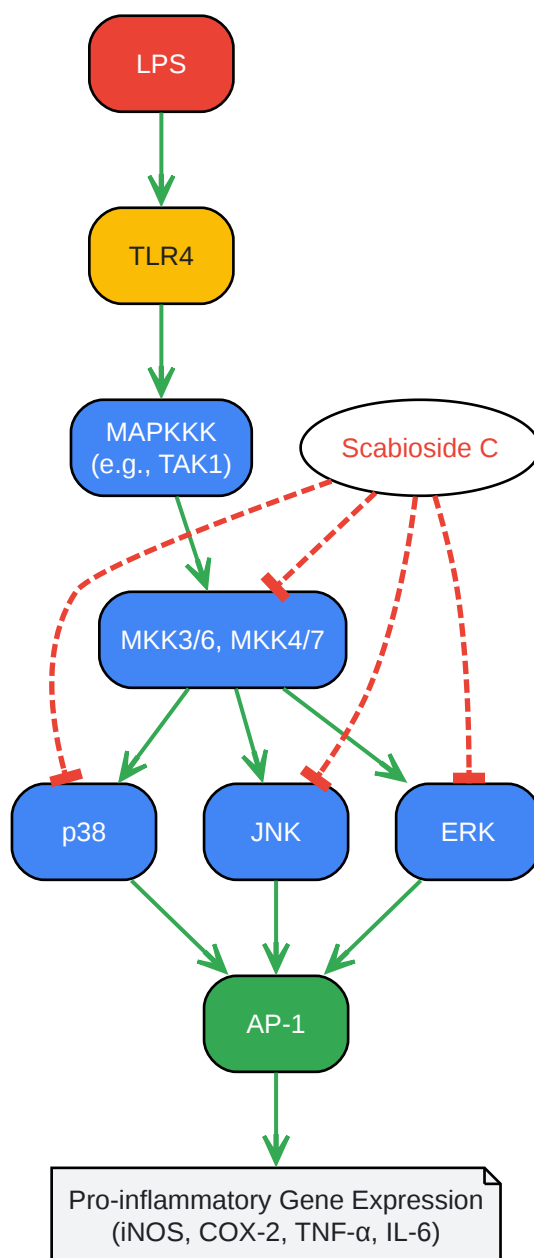 LPS
TLR4
MAPKKK
(e.g., TAK1)
Scabioside C
MKK3/6, MKK4/7
p38
JNK
ERK
AP-1
Pro-inflammatory Gene Expression
(iNOS, COX-2, TNF-α, IL-6)